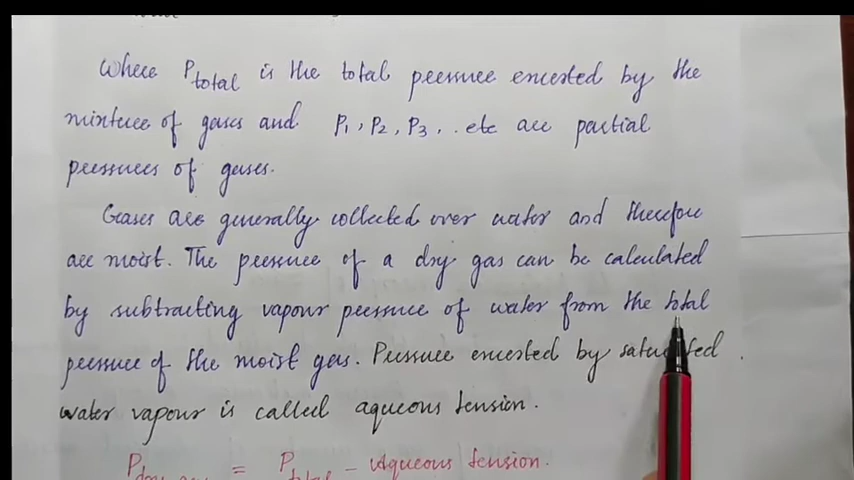 Where P total is the total pressure exerted by the
mixture of gases and P1, P2, P3, ..etc are partial
pressures of gases.
Gases are generally collected over water and therefore
are moist. The pressure of a dry gas can be calculated
by subtracting vapour pressure of water from the total
pressure of the moist gas. Pressure exerted by saturated
water vapour is called aqueous tension.
P = P total - Aqueous tension.